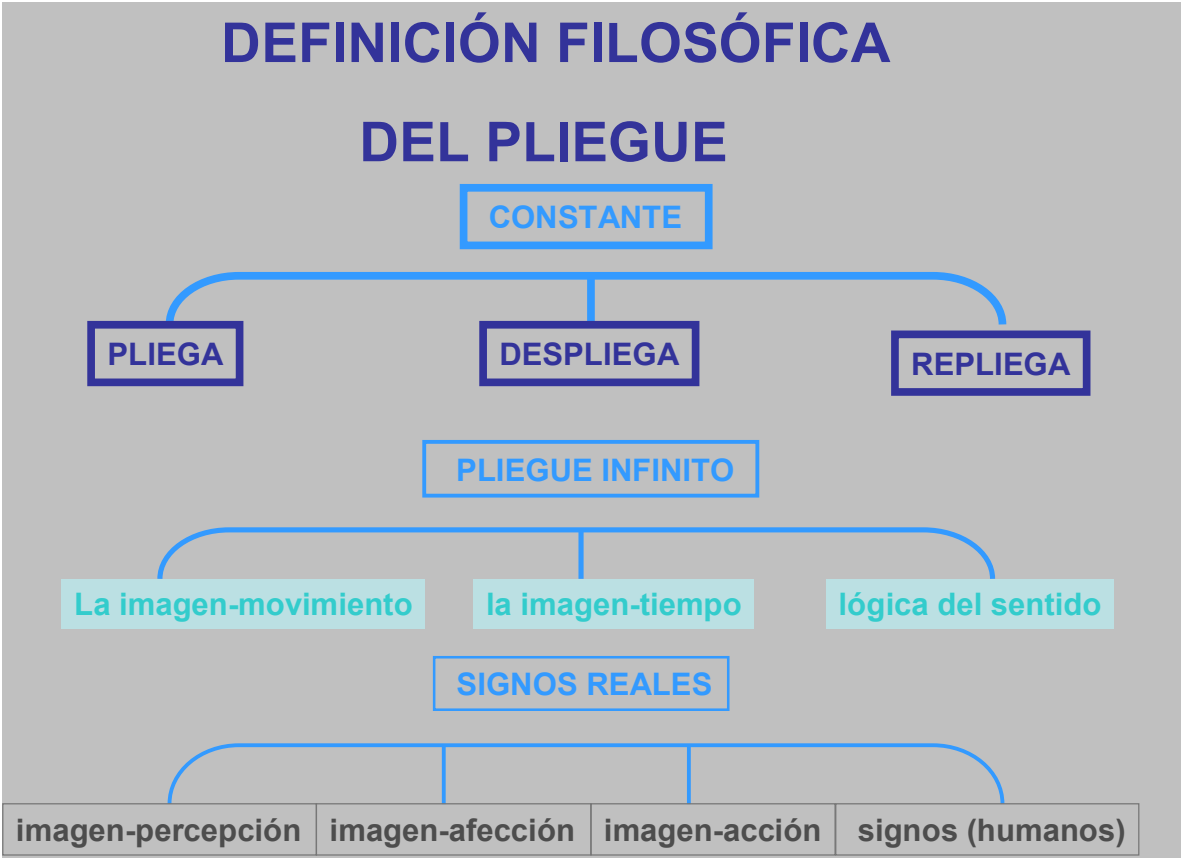 DEFINICIÓN FILOSÓFICA
DEL PLIEGUE
CONSTANTE
PLIEGA
DESPLIEGA
REPLIEGA
PLIEGUE INFINITO
La imagen-movimiento
la imagen-tiempo
lógica del sentido
SIGNOS REALES
imagen-percepción
imagen-afección
imagen-acción
signos (humanos)